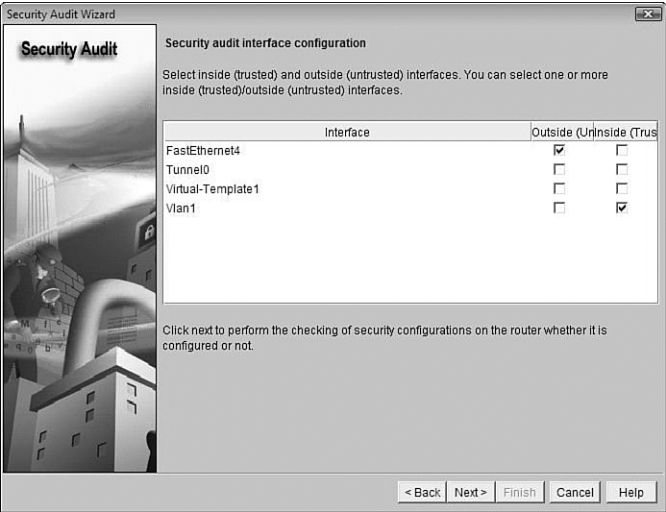 Security Audit Wizard
Security Audit
Security audit interface configuration
Select inside (trusted) and outside (untrusted) interfaces. You can select one or more
inside (trusted)/outside (untrusted) interfaces.
Interface Outside (Un Inside (Trus
FastEthernet4
Tunnel0
Virtual-Template1
Vlan1
Click next to perform the checking of security configurations on the router whether it is
configured or not.
< Back Next > Finish Cancel Help